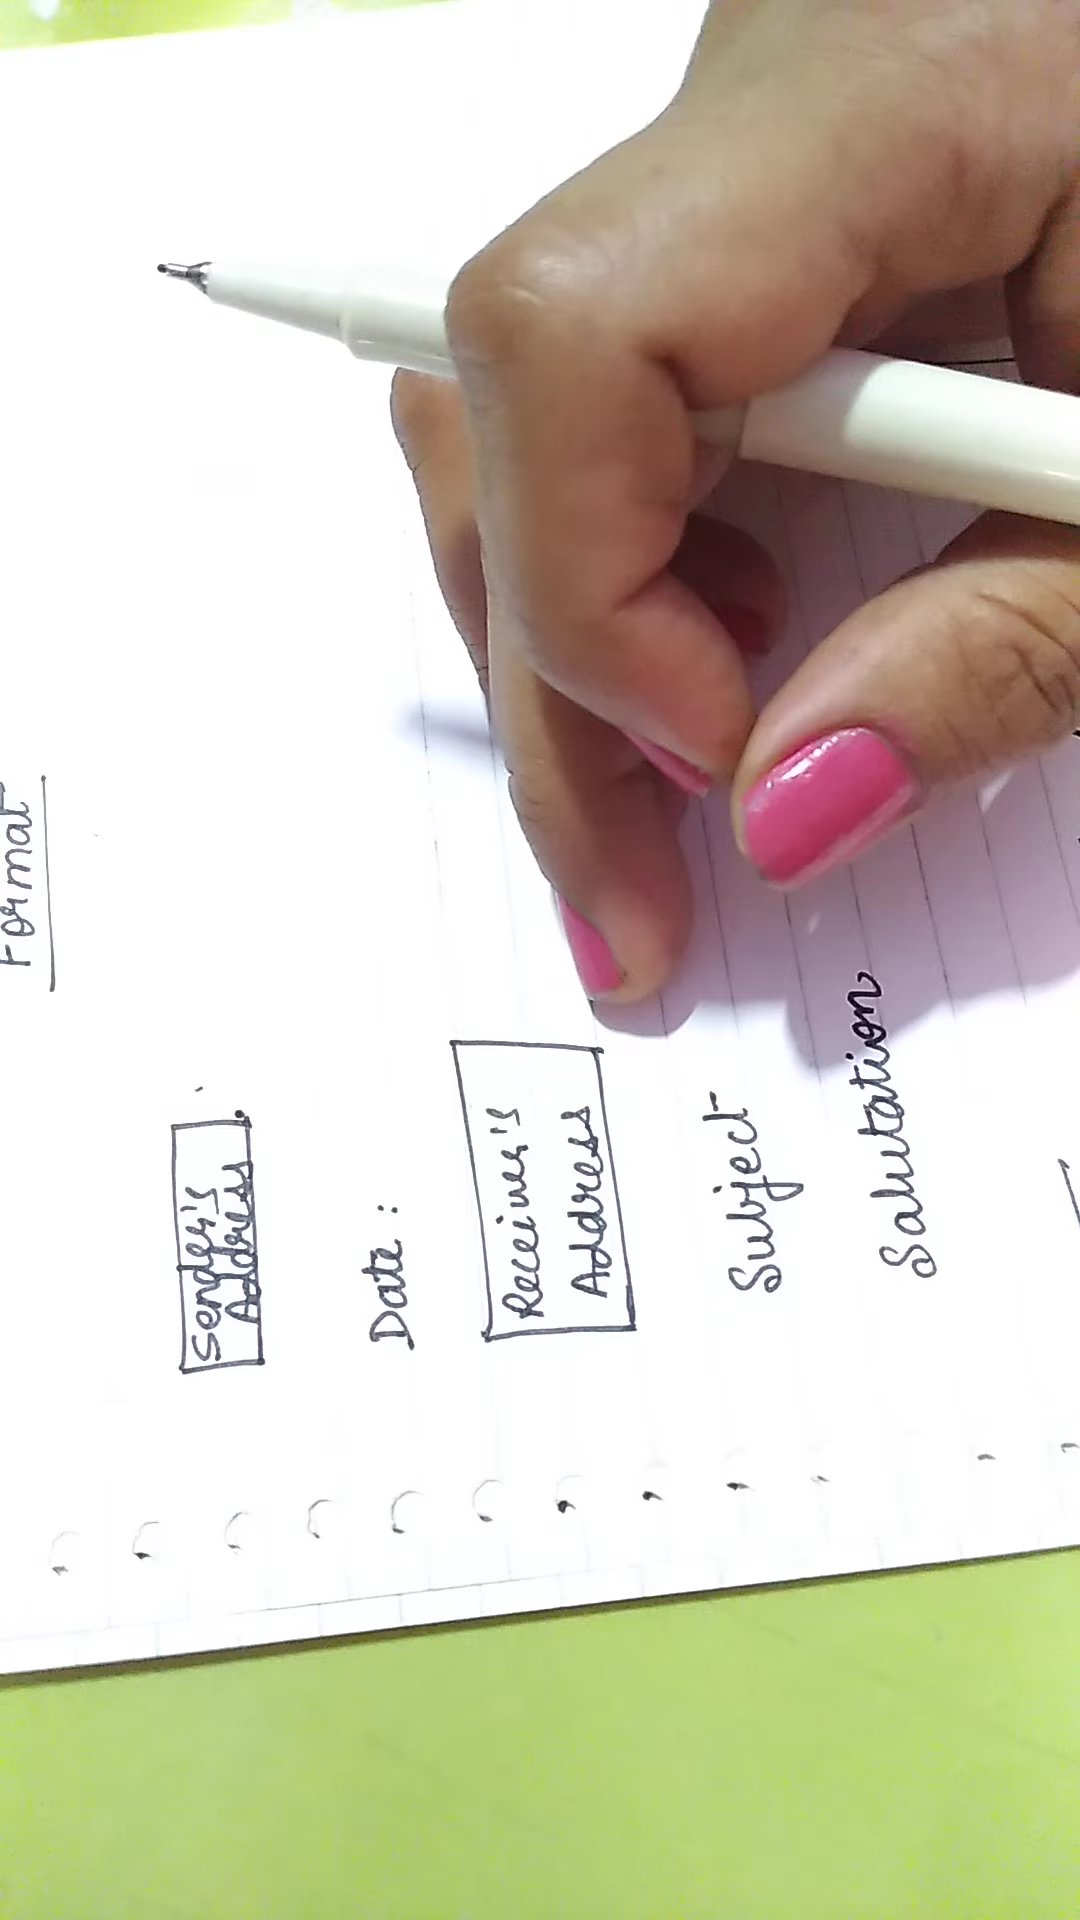 Format
Sender's
Address
Date :
Receiver's
Address
Subject
Salutation